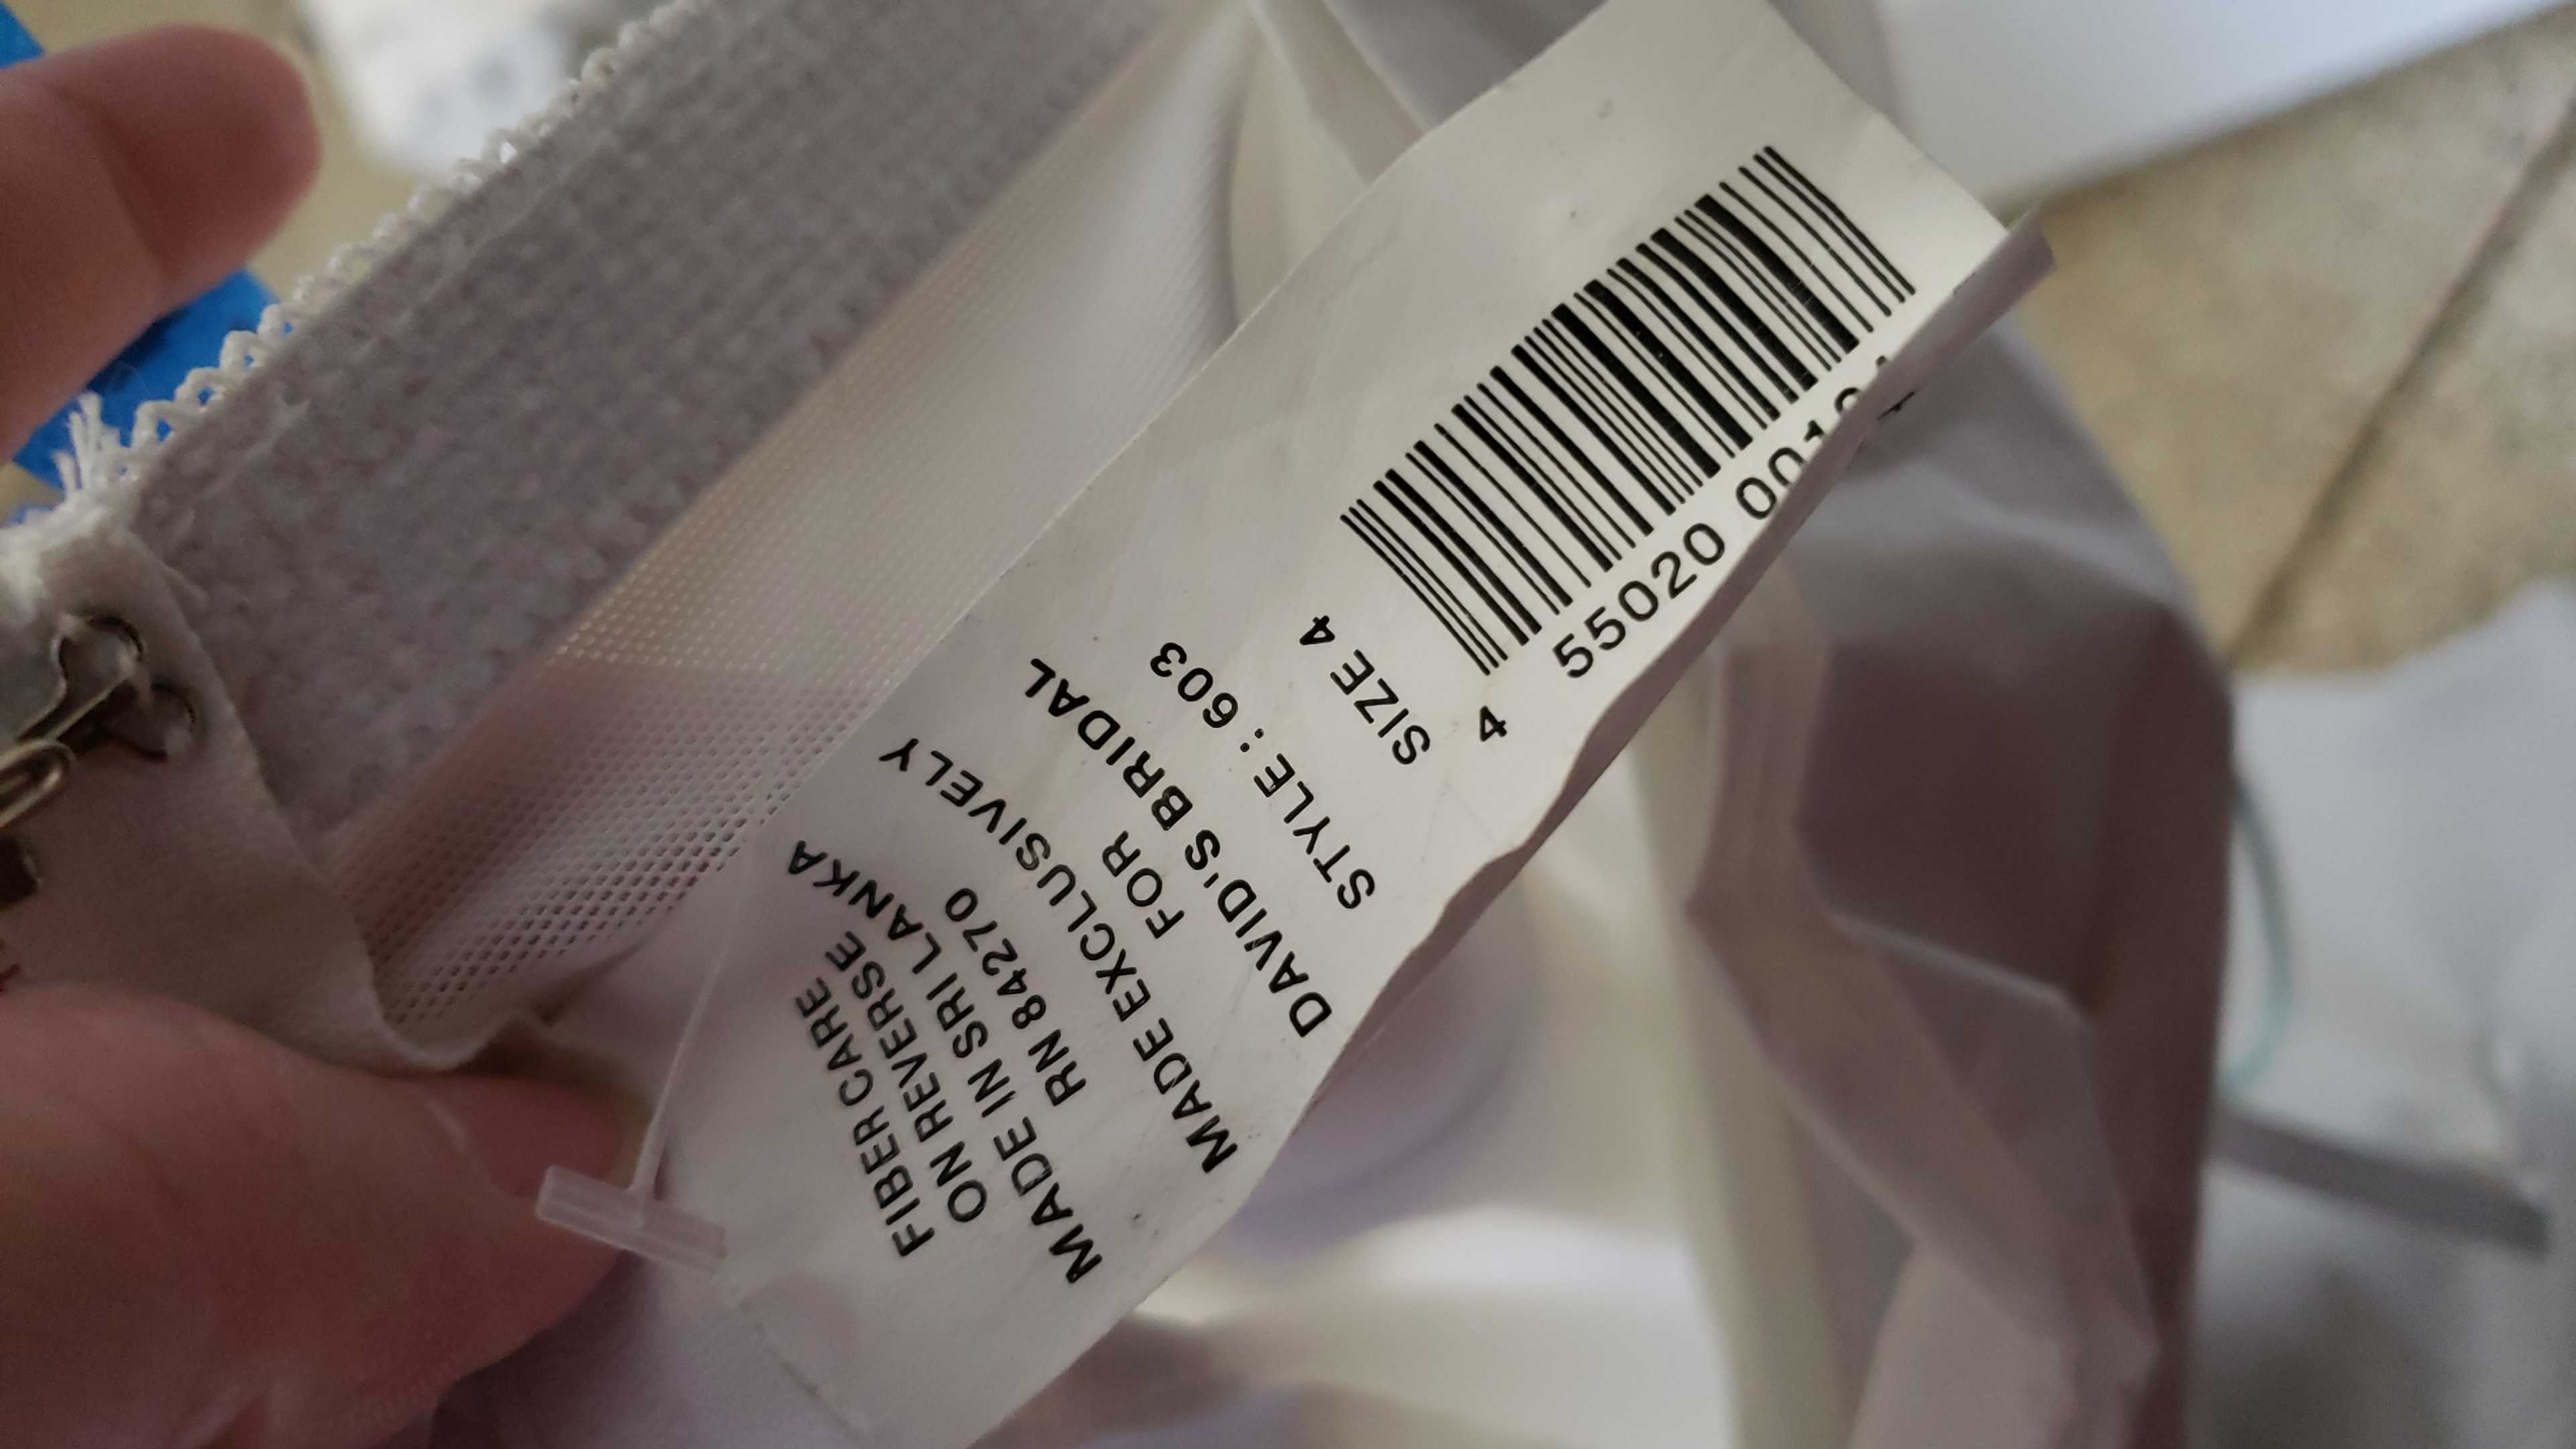 FIBER CARE
ON REVERSE
MADE IN SRI LANKA
RN 84270
MADE EXCLUSIVELY
FOR
DAVID'S BRIDAL
STYLE: 603
SIZE 4
4 55020